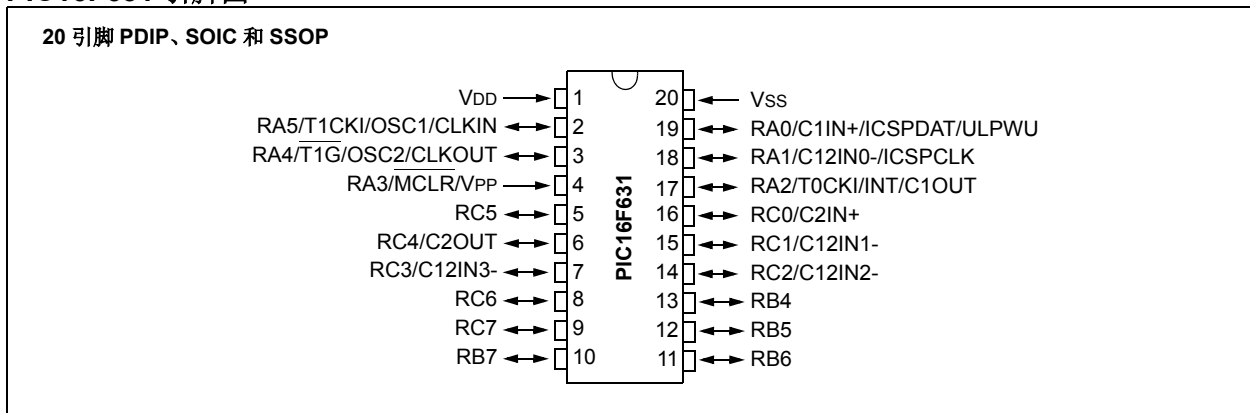 20 引脚 PDIP、SOIC 和 SSOP
VDD 1 20 VSS
RA5/T1CKI/OSC1/CLKIN 2 19 RA0/C1IN+/ICSPDAT/ULPWU
RA4/T1G/OSC2/CLKOUT 3 18 RA1/C12IN0-/ICSPCLK
RA3/MCLR/VPP 4 17 RA2/T0CKI/INT/C1OUT
RC5 5 16 RC0/C2IN+
RC4/C2OUT 6 15 RC1/C12IN1-
RC3/C12IN3- 7 14 RC2/C12IN2-
RC6 8 13 RB4
RC7 9 12 RB5
RB7 10 11 RB6
PIC16F631